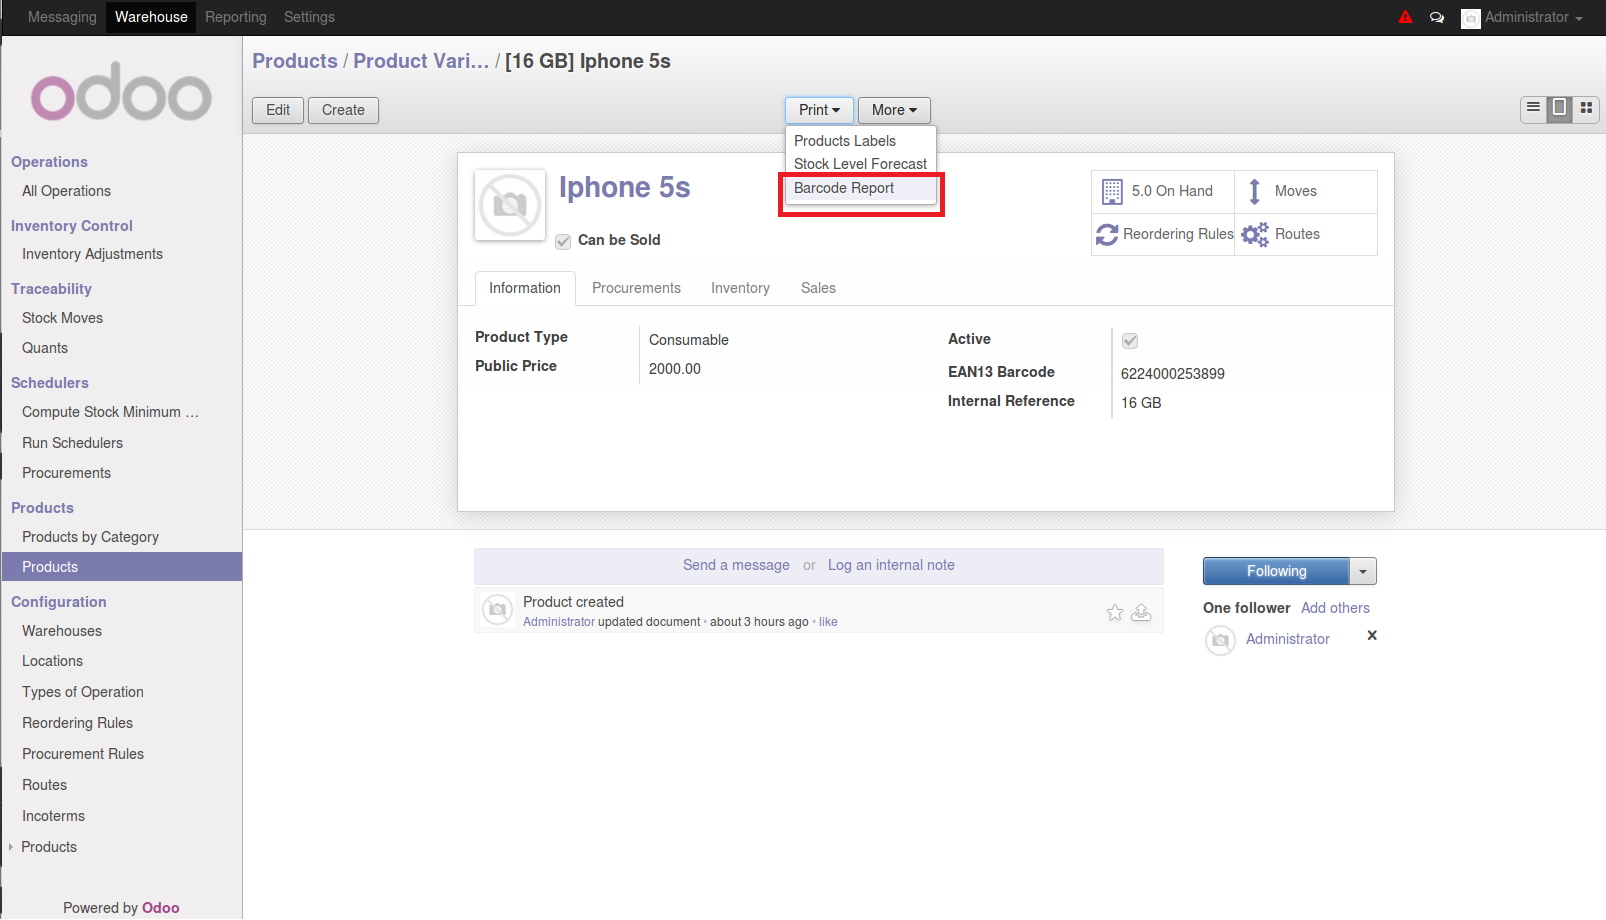 Messaging Warehouse Reporting Settings Administrator
odoo
Products / Product Vari... / [16 GB] Iphone 5s
Edit Create Print More
Products Labels
Stock Level Forecast
Barcode Report
Operations
All Operations
Inventory Control
Inventory Adjustments
Traceability
Stock Moves
Quants
Schedulers
Compute Stock Minimum ...
Run Schedulers
Procurements
Products
Products by Category
Products
Configuration
Warehouses
Locations
Types of Operation
Reordering Rules
Procurement Rules
Routes
Incoterms
Products
Powered by Odoo
Iphone 5s
Can be Sold
5.0 On Hand Moves
Reordering Rules Routes
Information Procurements Inventory Sales
Product Type Consumable
Public Price 2000.00
Active
EAN13 Barcode 6224000253899
Internal Reference 16 GB
Send a message or Log an internal note
Product created
Administrator updated document • about 3 hours ago • like
Following
One follower Add others
Administrator x